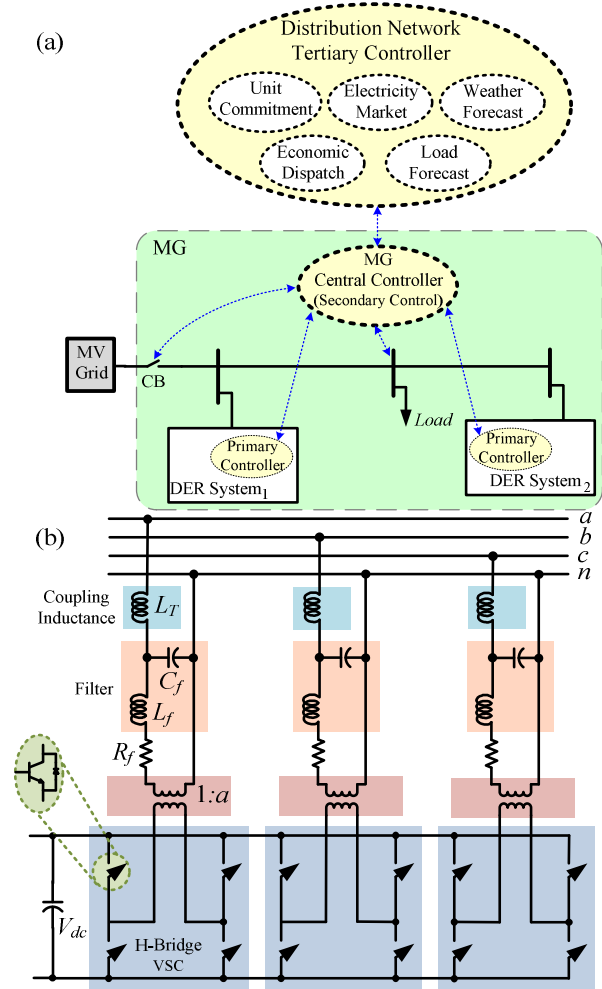 (a)
Distribution Network
Tertiary Controller
Unit
Commitment
Electricity
Market
Weather
Forecast
Economic
Dispatch
Load
Forecast
MG
MG
Central Controller
(Secondary Control)
MV
Grid
CB
Load
Primary
Controller
DER System1
Primary
Controller
DER System2
(b)
a
b
c
n
Coupling
Inductance
LT
Filter
Cf
Lf
Rf
1:a
Vdc
H-Bridge
VSC